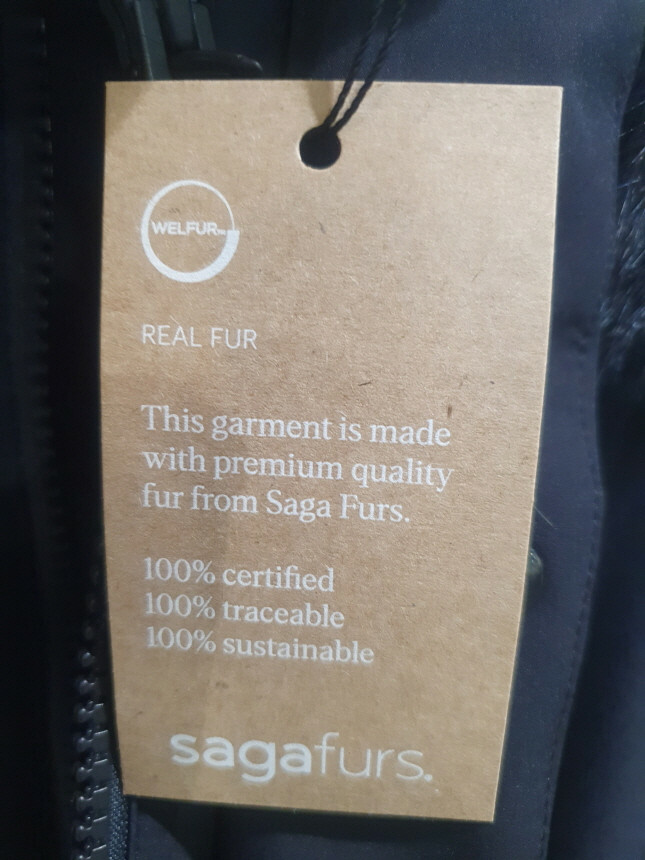 WELFUR™
REAL FUR
This garment is made
with premium quality
fur from Saga Furs.
100% certified
100% traceable
100% sustainable
sagafurs.